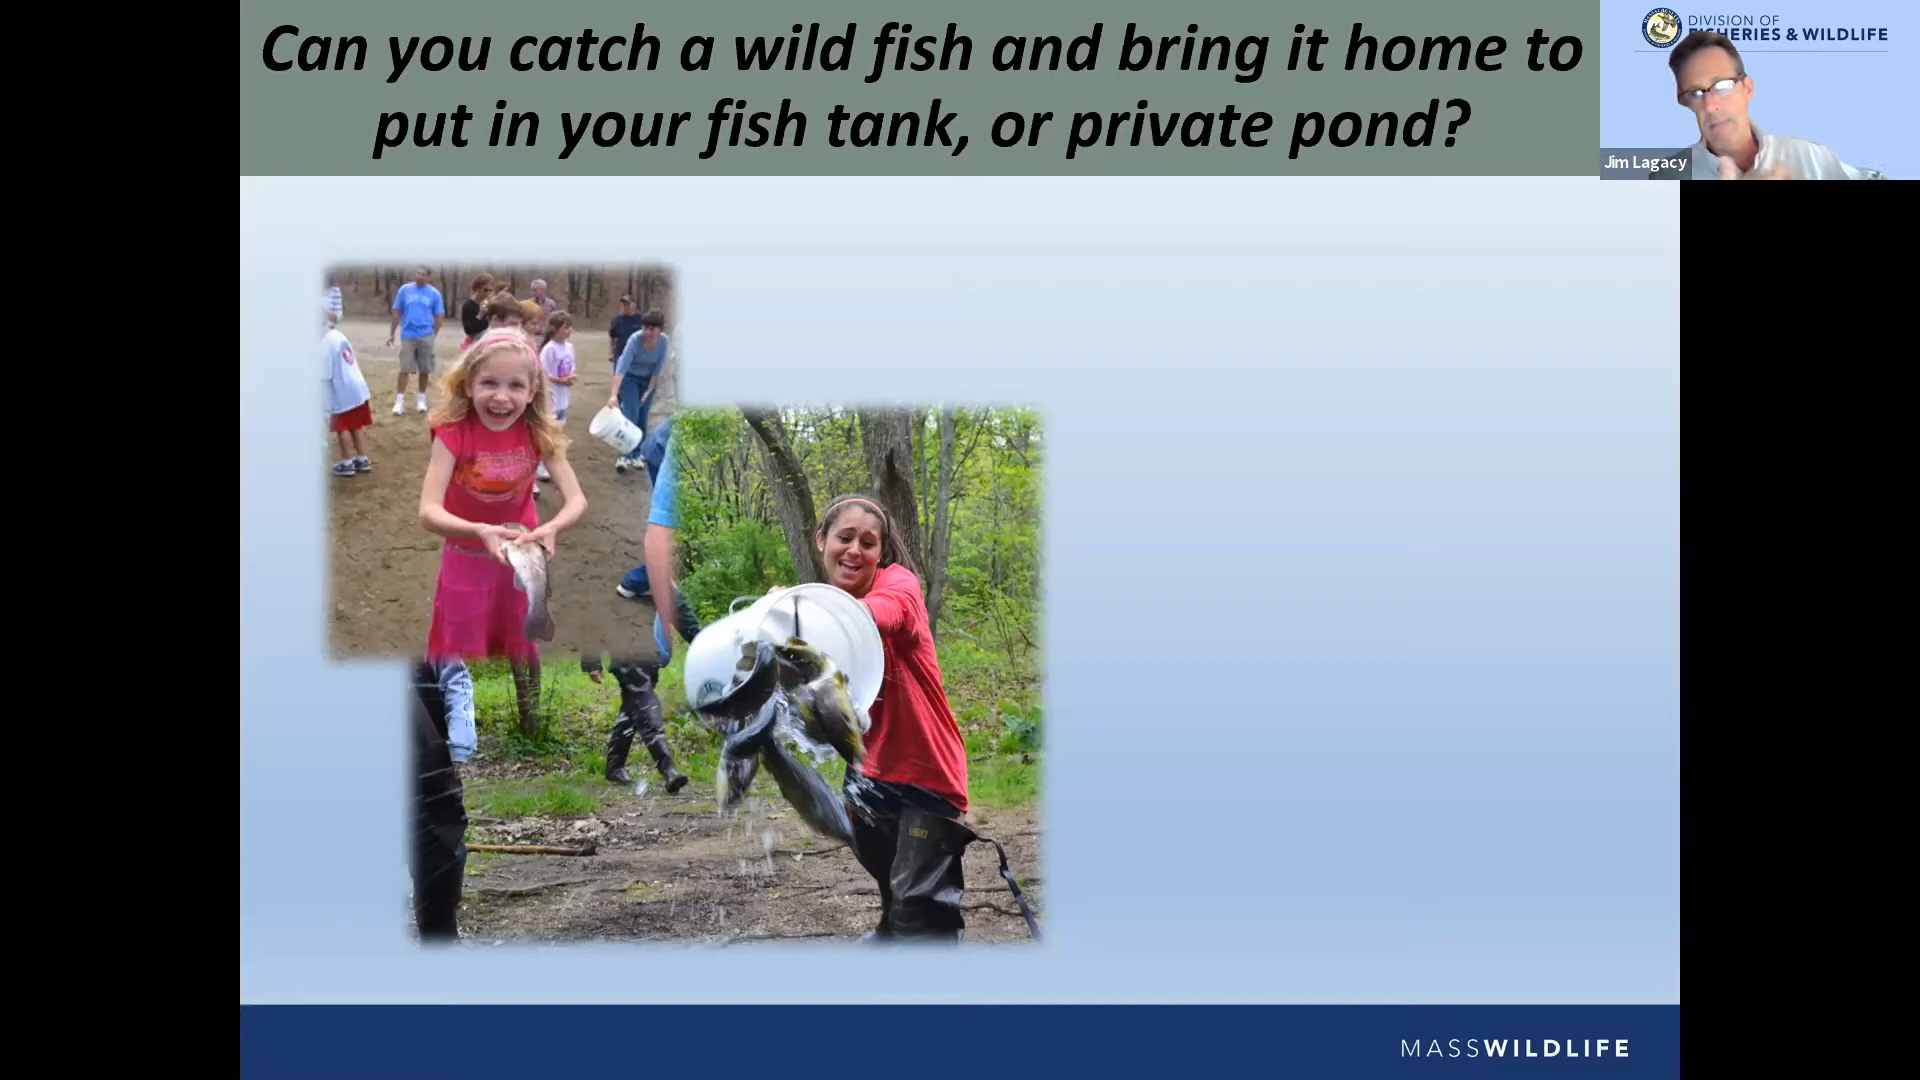 Can you catch a wild fish and bring it home to
put in your fish tank, or private pond?
DIVISION OF
FISHERIES & WILDLIFE
Jim Lagacy
MASSWILDLIFE